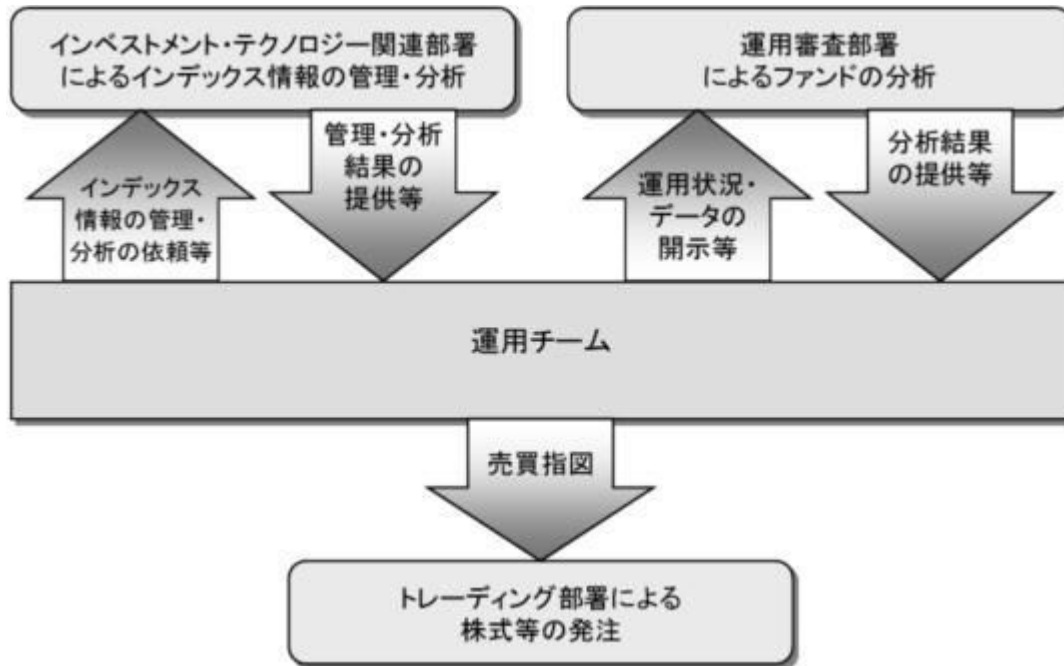 インベストメント・テクノロジー関連部署
によるインデックス情報の管理・分析
運用審査部署
によるファンドの分析
インデックス
情報の管理・
分析の依頼等
管理・分析
結果の
提供等
運用状況・
データの
開示等
分析結果
の提供等
運用チーム
売買指図
トレーディング部署による
株式等の発注